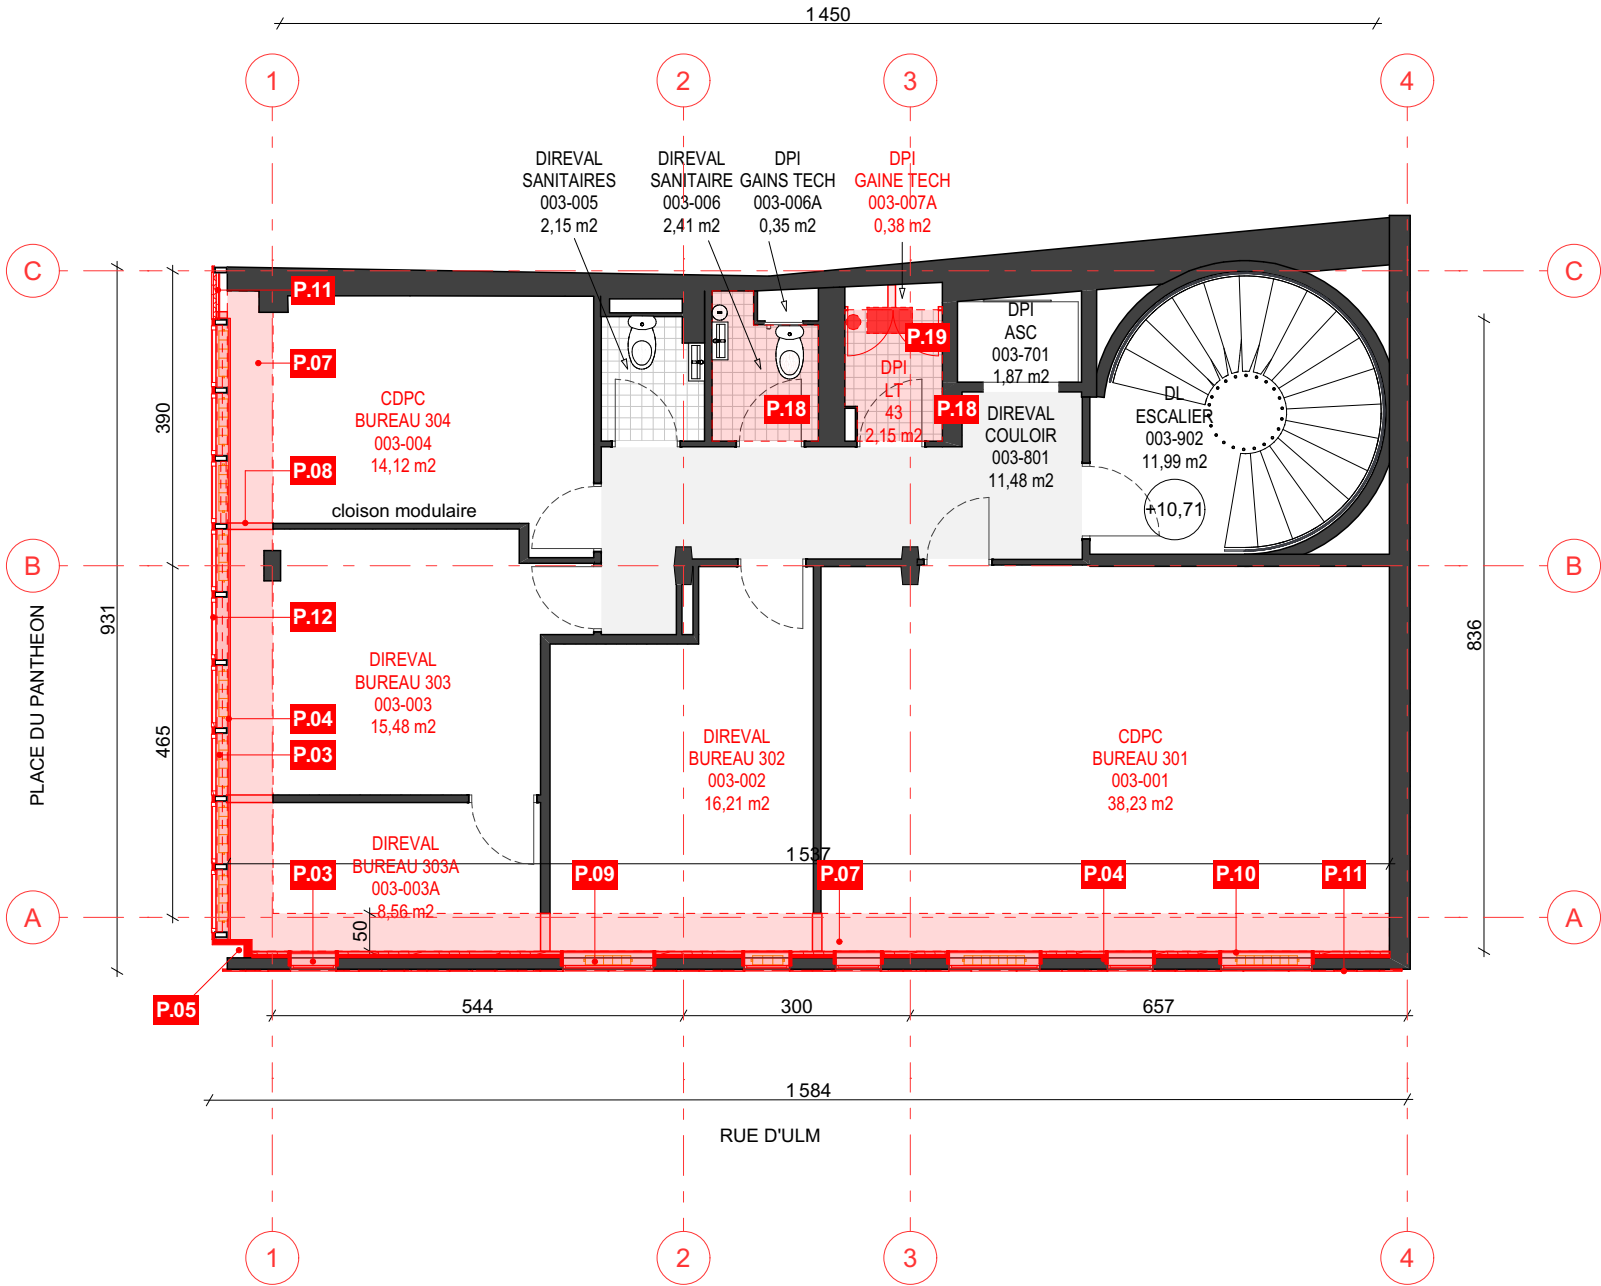 1450
1
2
3
4
DIREVAL
SANITAIRES
003-005
2,15 m2
DIREVAL
SANITAIRE
003-006
2,41 m2
DPI
GAINS TECH
003-006A
0,35 m2
DPI
GAINE TECH
003-007A
0,38 m2
C
C
P.11
P.07
P.19
DPI
ASC
003-701
1,87 m2
DPI
LT
43
2,15 m2
P.18
P.18
CDPC
BUREAU 304
003-004
14,12 m2
DIREVAL
COULOIR
003-801
11,48 m2
DL
ESCALIER
003-902
11,99 m2
390
P.08
cloison modulaire
+10,71
B
B
PLACE DU PANTHEON
931
836
P.12
DIREVAL
BUREAU 303
003-003
15,48 m2
P.04
P.03
465
DIREVAL
BUREAU 302
003-002
16,21 m2
CDPC
BUREAU 301
003-001
38,23 m2
DIREVAL
BUREAU 303A
003-003A
8,56 m2
1537
P.03
P.09
P.07
P.04
P.10
P.11
A
A
50
P.05
544
300
657
1584
RUE D'ULM
1
2
3
4